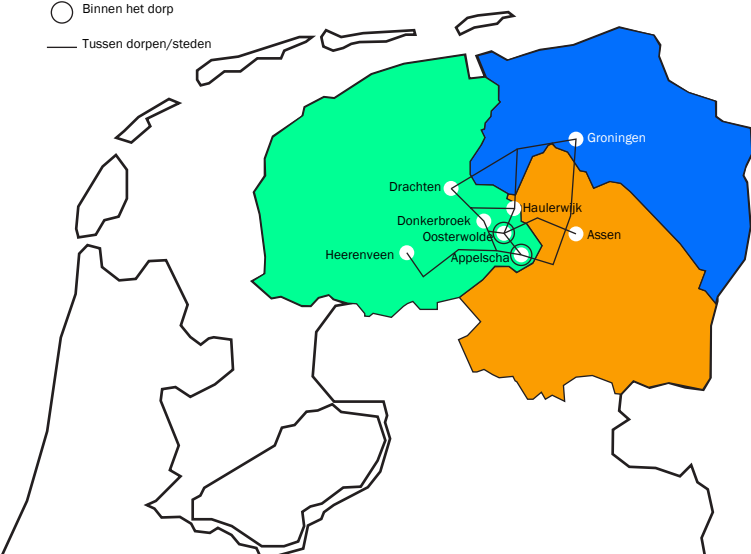 Binnen het dorp
Tussen dorpen/steden
Groningen
Drachten
Haulerwijk
Donkerbroek
Oosterwolde
Assen
Heerenveen
Appelscha